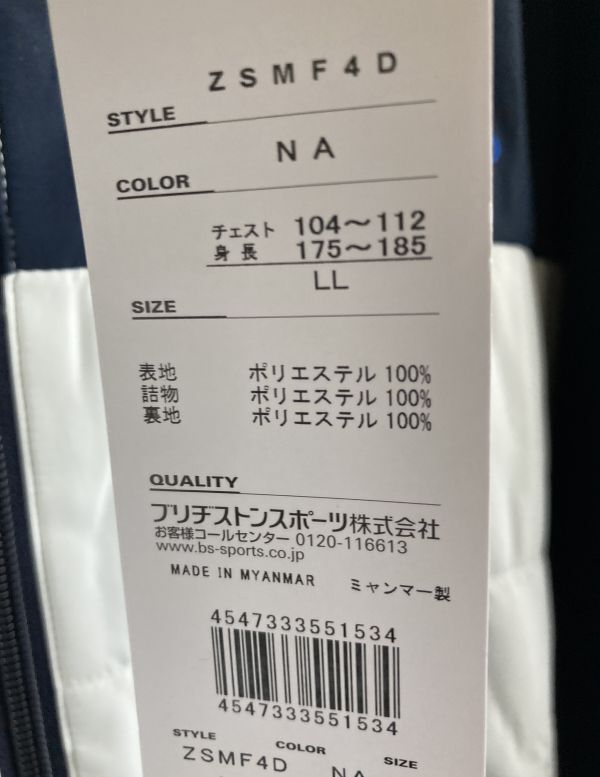 ZSMF4D
STYLE
NA
COLOR
チェスト 104～112
身長 175～185
LL
SIZE
表地 ポリエステル 100%
詰物 ポリエステル 100%
裏地 ポリエステル 100%
QUALITY
ブリヂストンスポーツ株式会社
お客様コールセンター 0120-116613
www.bs-sports.co.jp
MADE IN MYANMAR ミャンマー製
4547333551534
4547333551534
STYLE COLOR SIZE
ZSMF4D NA